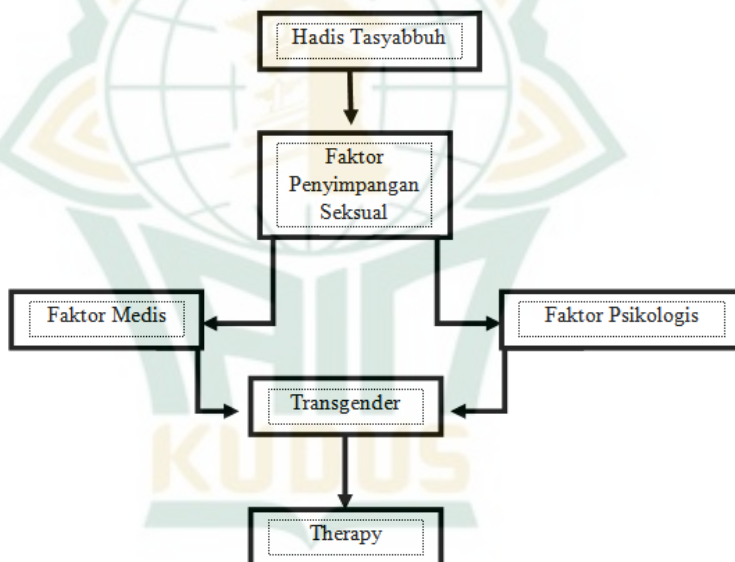 Hadis Tasyabbuh
Faktor
Penyimpangan
Seksual
Faktor Medis
Faktor Psikologis
Transgender
KUDUS
Therapy